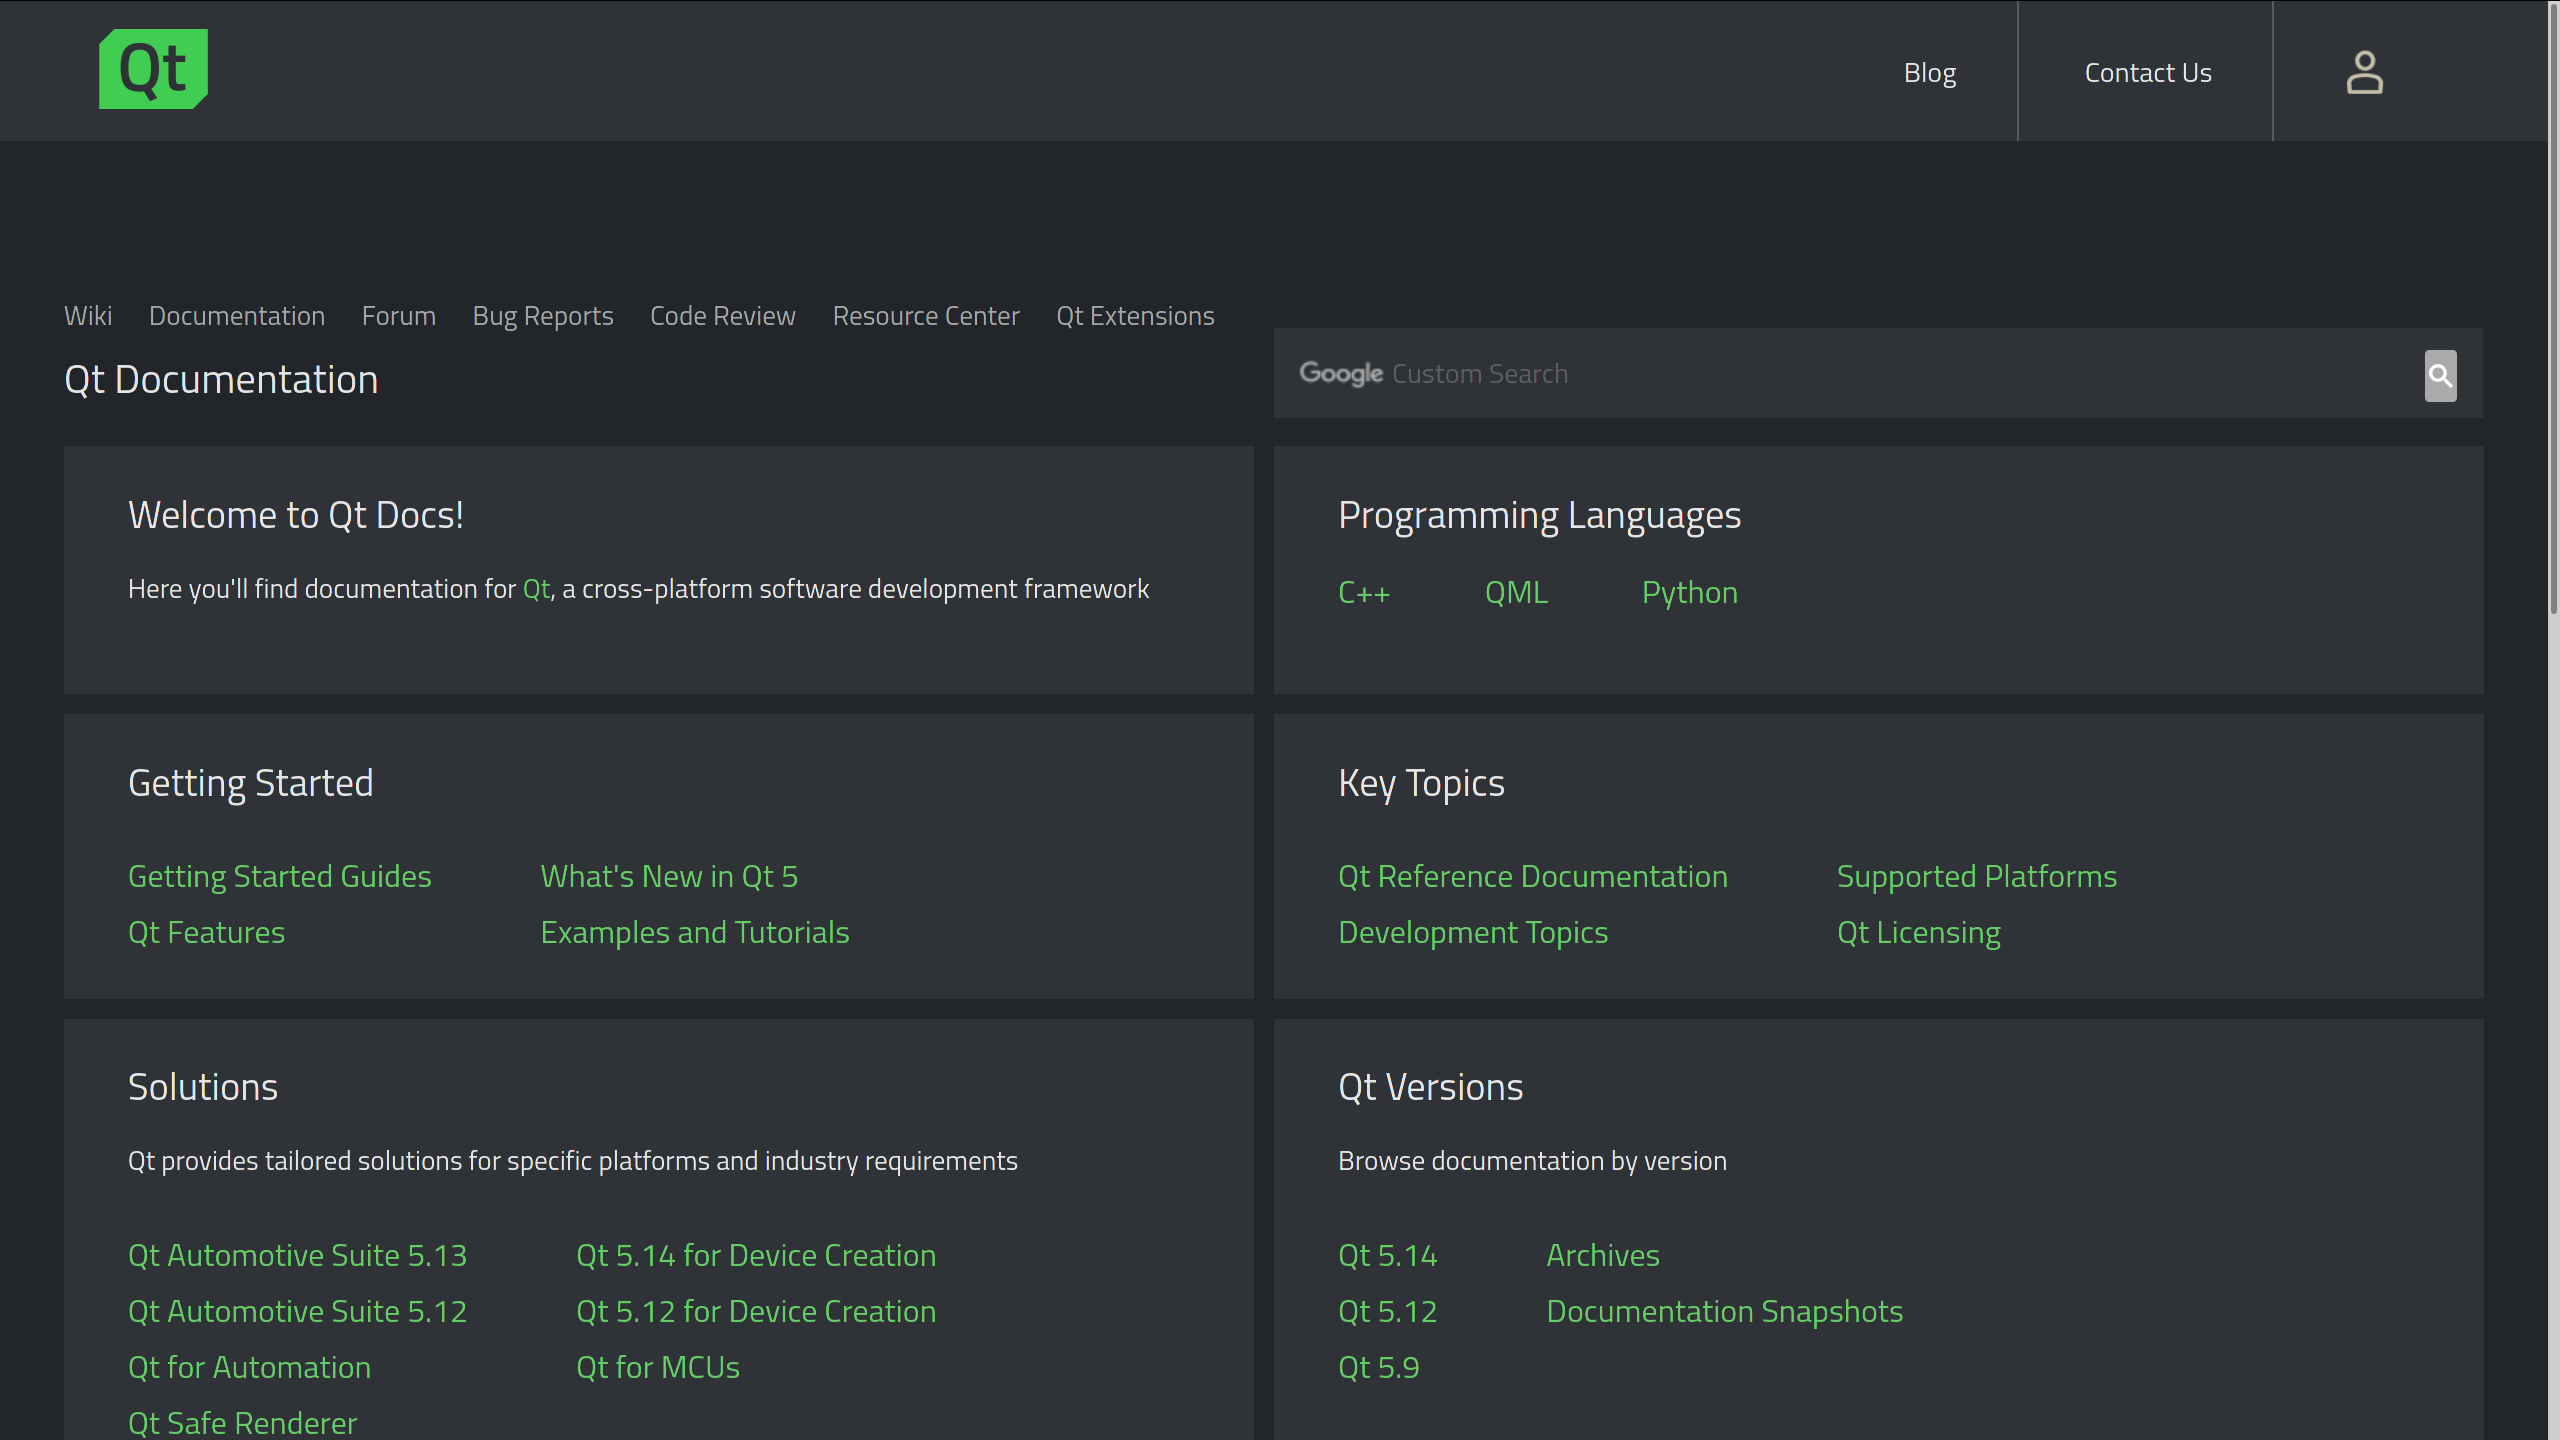 Qt
Blog
Contact Us
Wiki
Documentation
Forum
Bug Reports
Code Review
Resource Center
Qt Extensions
Qt Documentation
Google Custom Search
Welcome to Qt Docs!
Here you'll find documentation for Qt, a cross-platform software development framework
Programming Languages
C++
QML
Python
Getting Started
Getting Started Guides
What's New in Qt 5
Qt Features
Examples and Tutorials
Key Topics
Qt Reference Documentation
Supported Platforms
Development Topics
Qt Licensing
Solutions
Qt provides tailored solutions for specific platforms and industry requirements
Qt Automotive Suite 5.13
Qt 5.14 for Device Creation
Qt Automotive Suite 5.12
Qt 5.12 for Device Creation
Qt for Automation
Qt for MCUs
Qt Safe Renderer
Qt Versions
Browse documentation by version
Qt 5.14
Archives
Qt 5.12
Documentation Snapshots
Qt 5.9